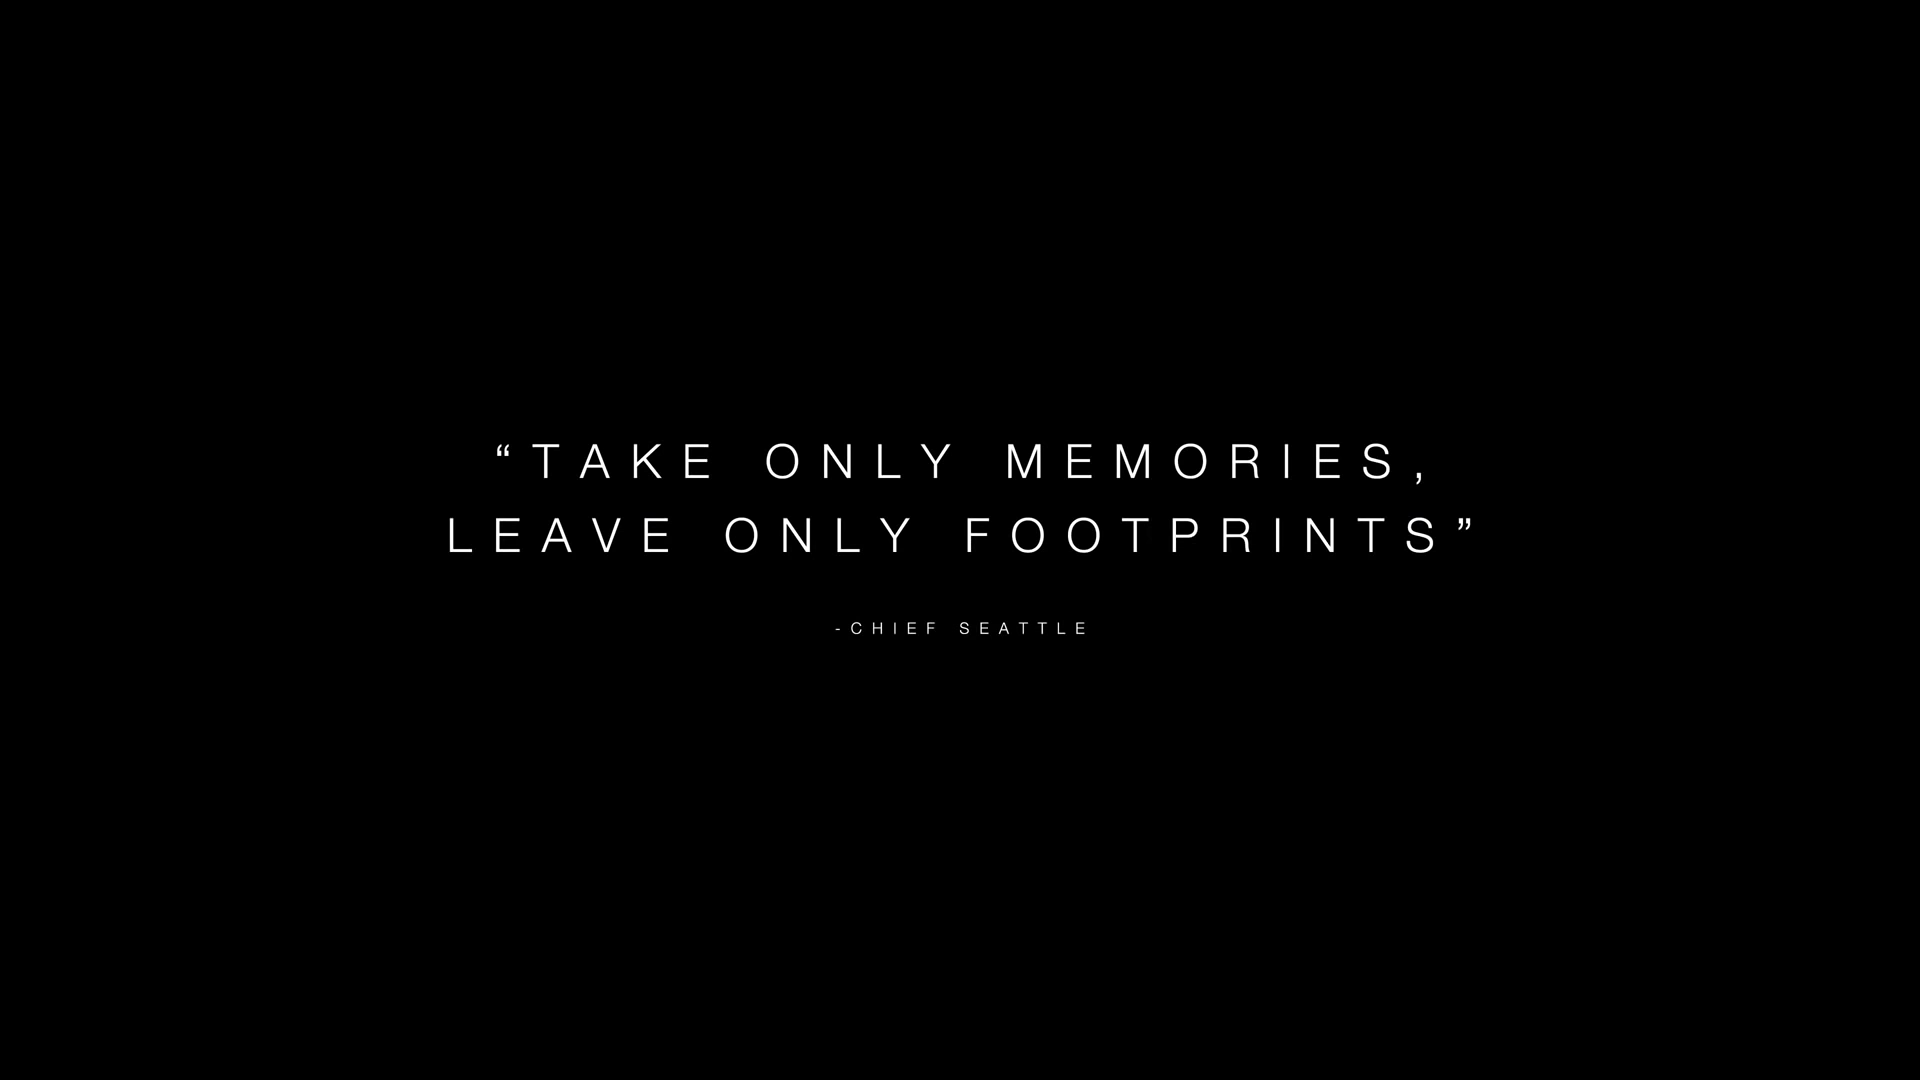 “TAKE ONLY MEMORIES,
LEAVE ONLY FOOTPRINTS”
-CHIEF SEATTLE